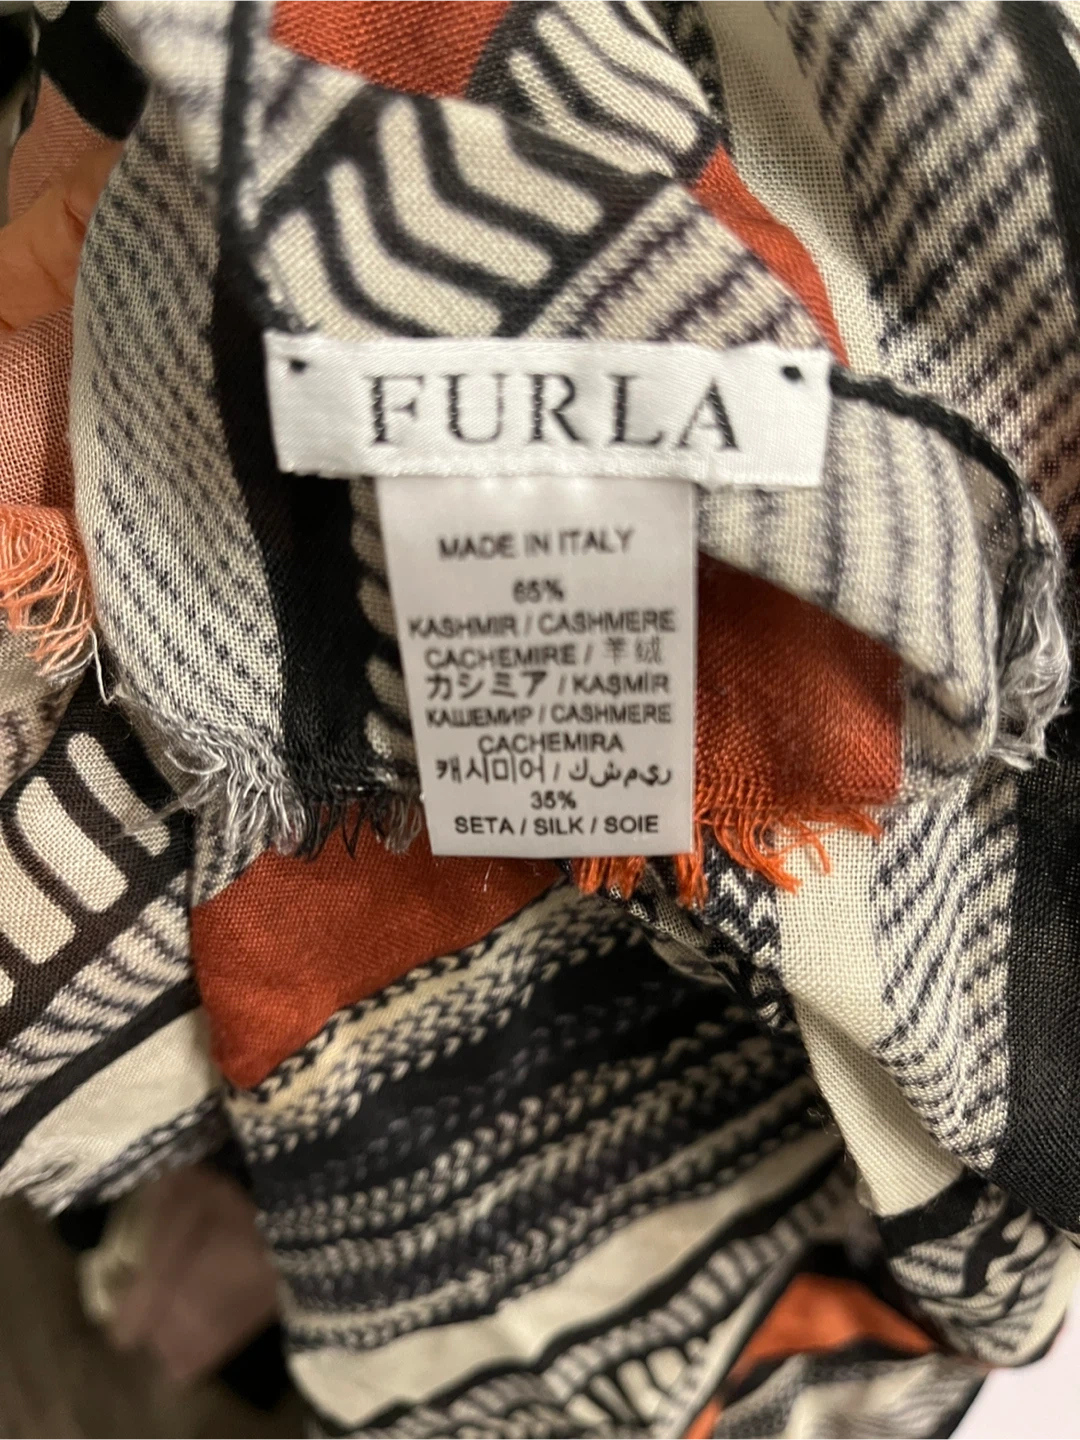 FURLA
MADE IN ITALY
65%
KASHMIR / CASHMERE
CACHEMIRE / 羊绒
カシミア / KAŞMİR
КАШЕМИР / CASHMERE
CACHEMIRA
캐시미어 / كشمير
35%
SETA / SILK / SOIE